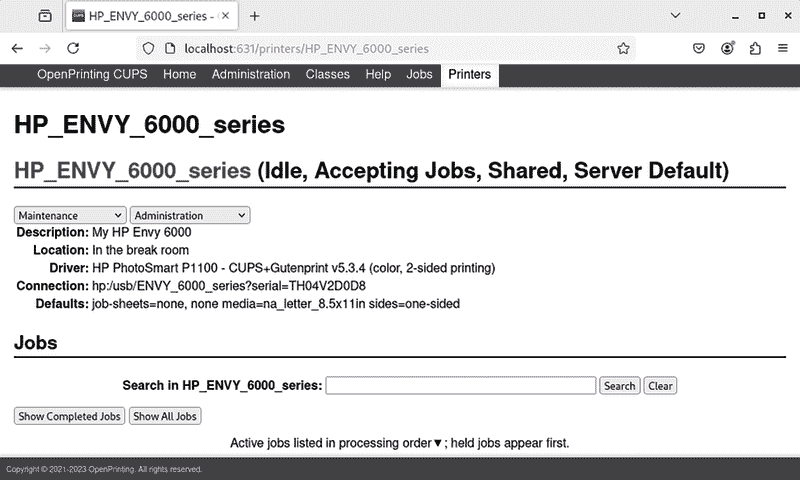 HP_ENVY_6000_series - C
localhost:631/printers/HP_ENVY_6000_series
OpenPrinting CUPS Home Administration Classes Help Jobs Printers
HP_ENVY_6000_series
HP_ENVY_6000_series (Idle, Accepting Jobs, Shared, Server Default)
Maintenance Administration
Description: My HP Envy 6000
Location: In the break room
Driver: HP PhotoSmart P1100 - CUPS+Gutenprint v5.3.4 (color, 2-sided printing)
Connection: hp:/usb/ENVY_6000_series?serial=TH04V2D0D8
Defaults: job-sheets=none, none media=na_letter_8.5x11in sides=one-sided
Jobs
Search in HP_ENVY_6000_series: Search Clear
Show Completed Jobs Show All Jobs
Active jobs listed in processing order▼; held jobs appear first.
Copyright © 2021-2023 OpenPrinting. All rights reserved.